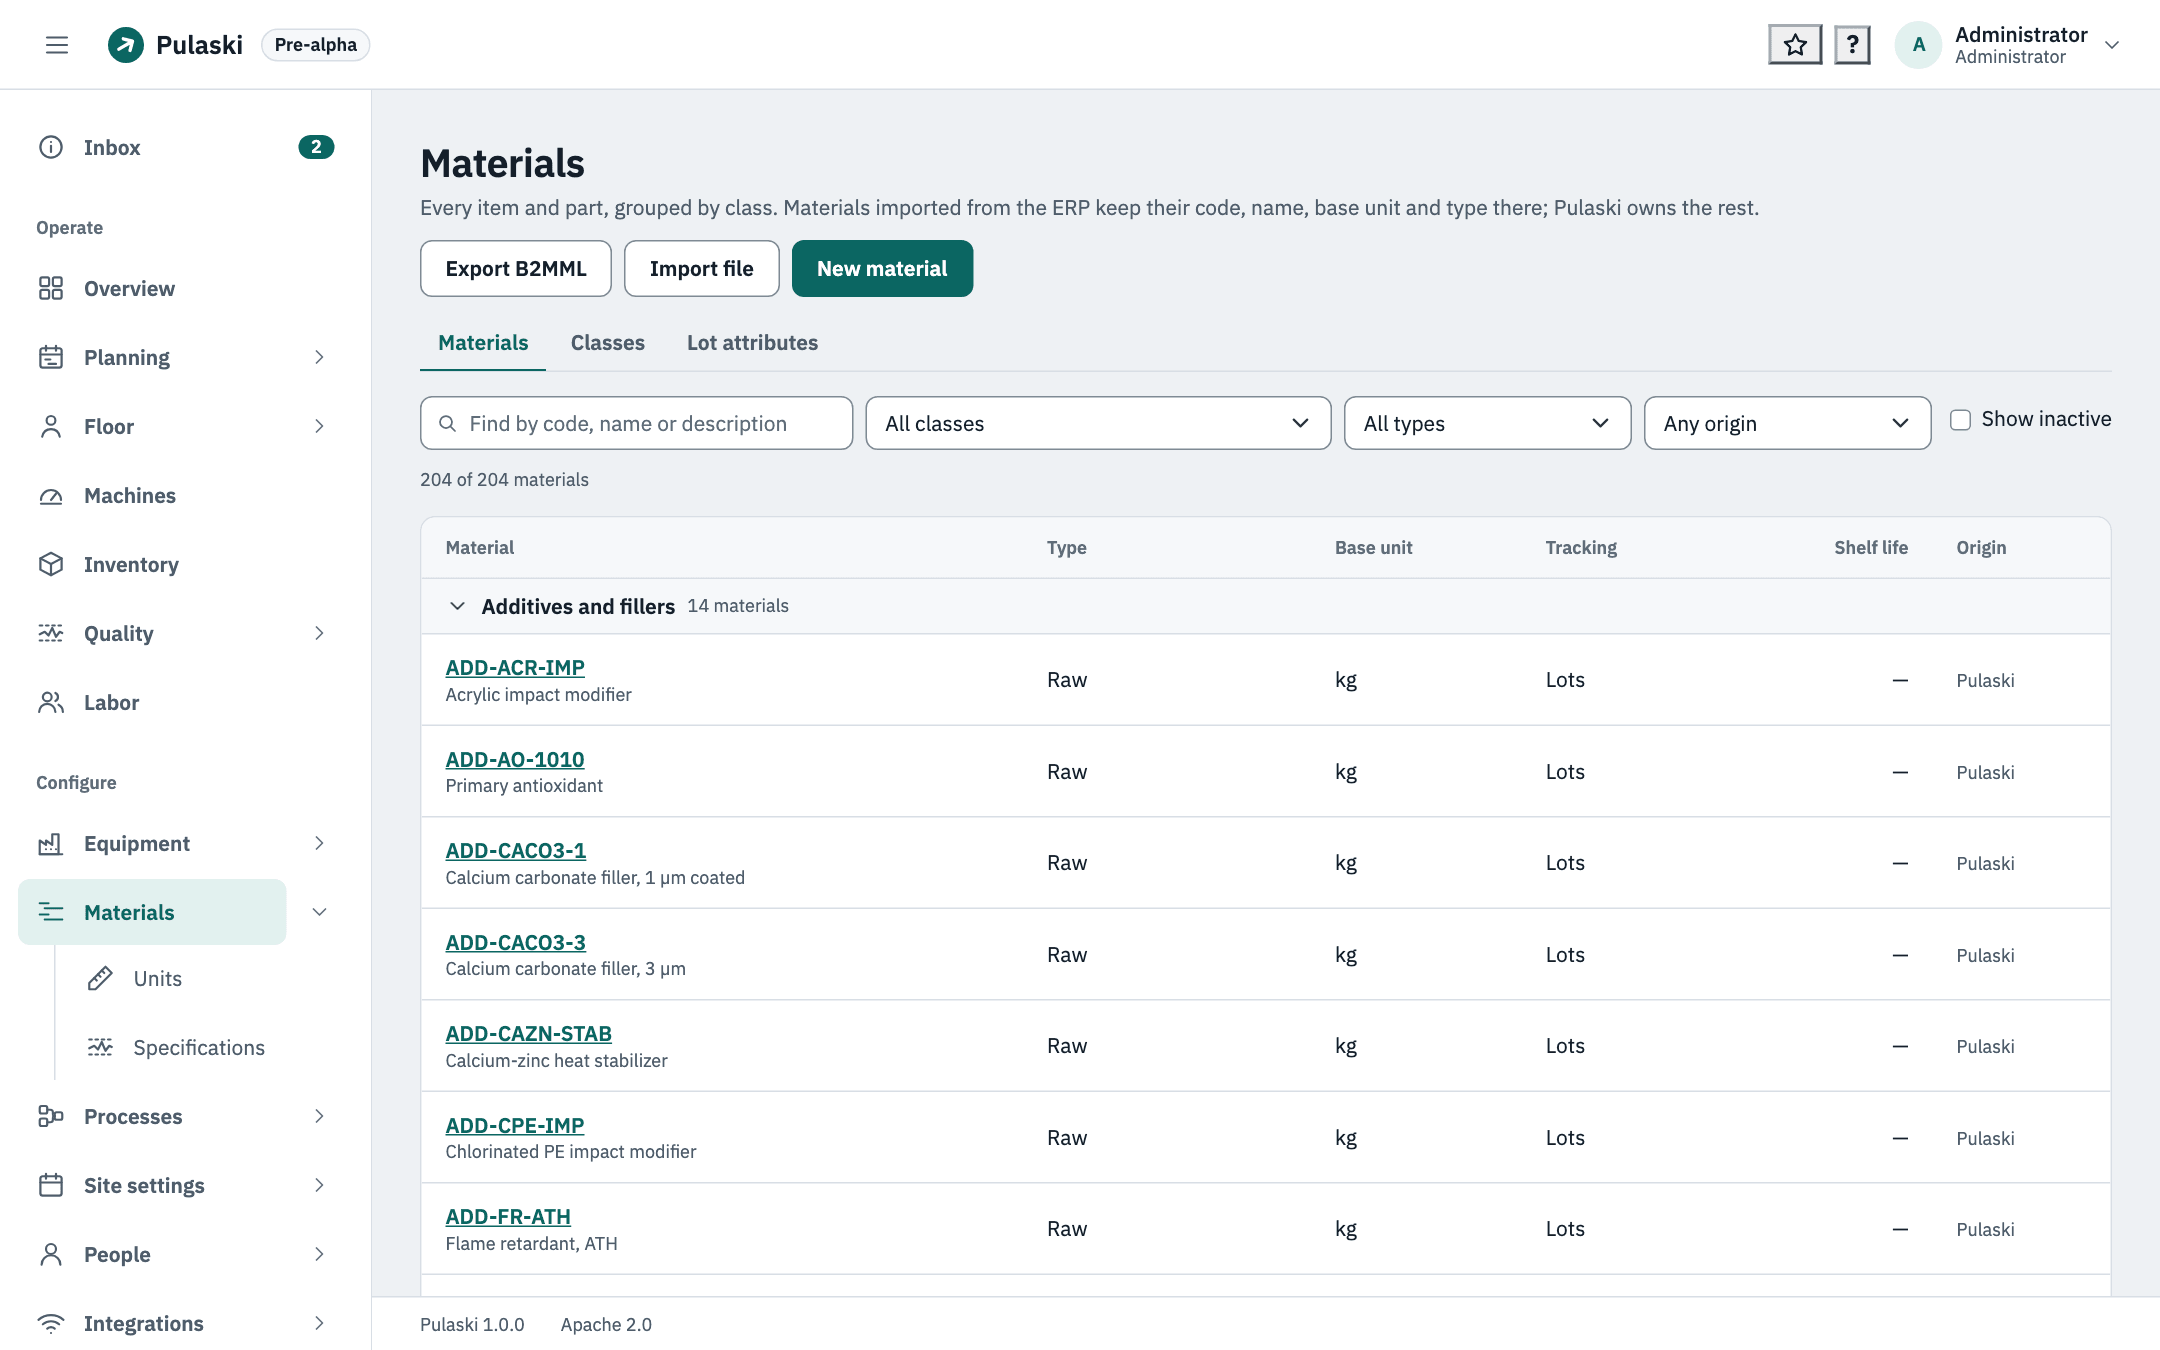 Pulaski
Pre-alpha
?
A
Administrator
Administrator
Inbox
2
Operate
Overview
Planning
Floor
Machines
Inventory
Quality
Labor
Configure
Equipment
Materials
Units
Specifications
Processes
Site settings
People
Integrations
Materials
Every item and part, grouped by class. Materials imported from the ERP keep their code, name, base unit and type there; Pulaski owns the rest.
Export B2MML
Import file
New material
Materials
Classes
Lot attributes
Find by code, name or description
All classes
All types
Any origin
Show inactive
204 of 204 materials
Material Type Base unit Tracking Shelf life Origin
Additives and fillers 14 materials
ADD-ACR-IMP
Acrylic impact modifier
Raw kg Lots — Pulaski
ADD-AO-1010
Primary antioxidant
Raw kg Lots — Pulaski
ADD-CACO3-1
Calcium carbonate filler, 1 µm coated
Raw kg Lots — Pulaski
ADD-CACO3-3
Calcium carbonate filler, 3 µm
Raw kg Lots — Pulaski
ADD-CAZN-STAB
Calcium-zinc heat stabilizer
Raw kg Lots — Pulaski
ADD-CPE-IMP
Chlorinated PE impact modifier
Raw kg Lots — Pulaski
ADD-FR-ATH
Flame retardant, ATH
Raw kg Lots — Pulaski
Pulaski 1.0.0
Apache 2.0